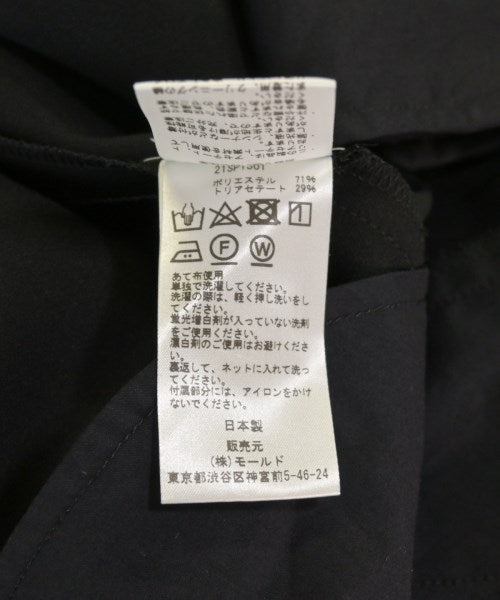 21SP1361
ポリエステル 71%
トリアセテート 29%
F W
あて布使用
単独で洗濯してください。
洗濯の際は、軽く押し洗いをし
てください。
蛍光増白剤が入っていない洗剤
をご使用ください。
漂白剤のご使用はお避けくださ
い。
裏返して、ネットに入れて洗っ
てください。
付属部分には、アイロンをかけ
ないでください。
日本製
販売元
(株)モールド
東京都渋谷区神宮前5-46-24